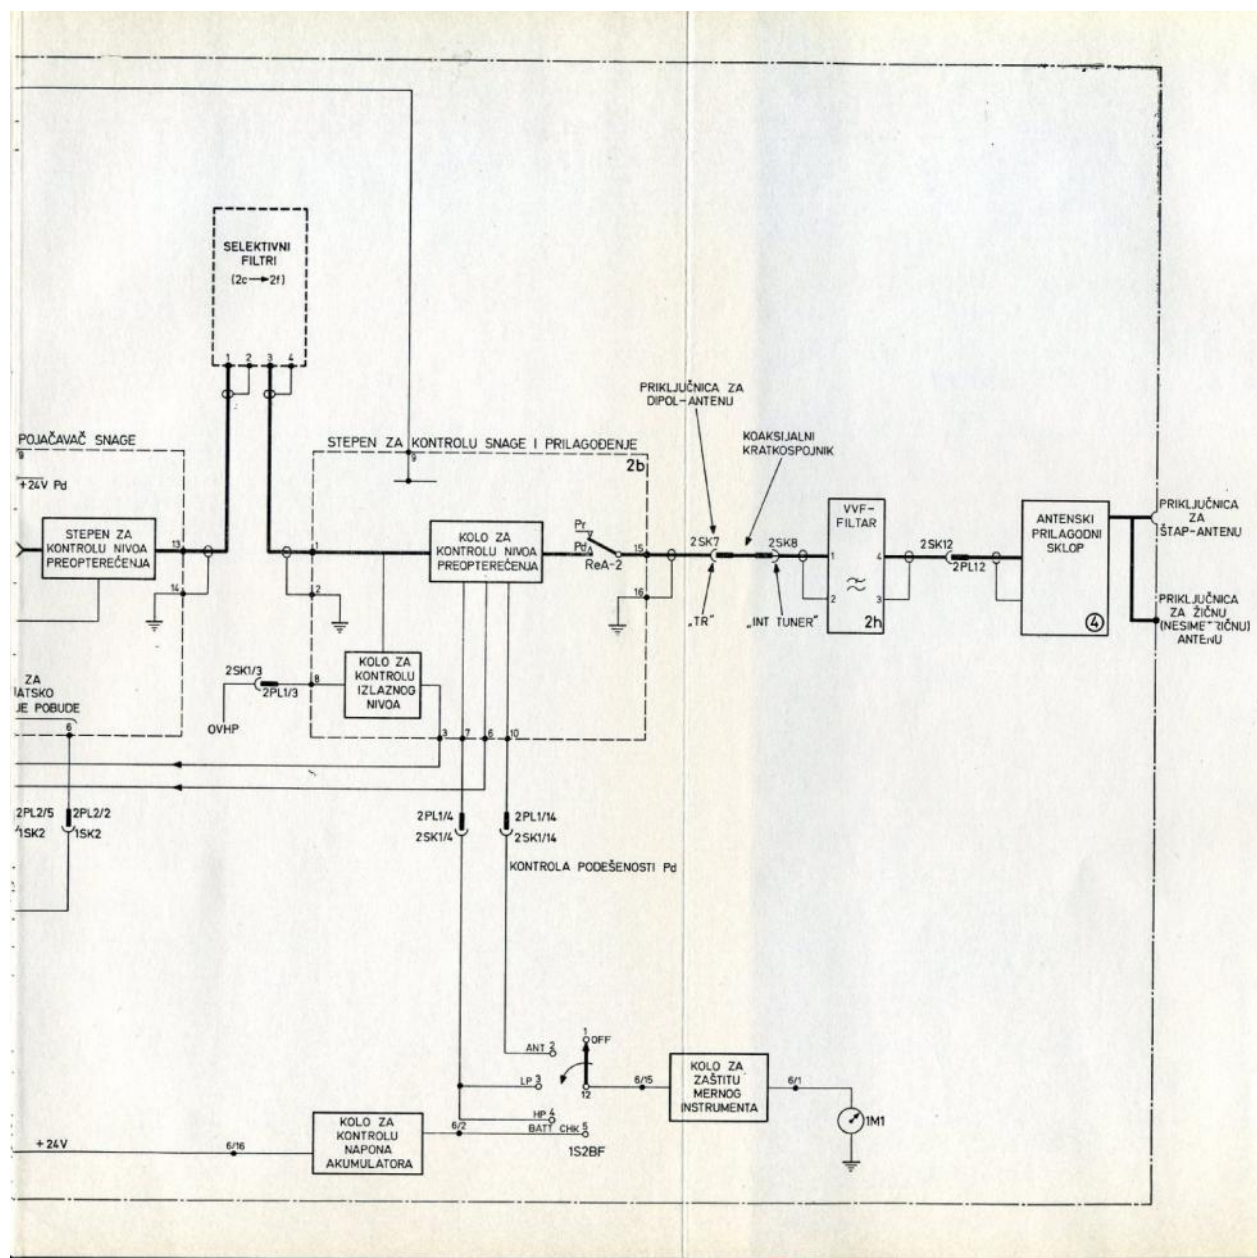 SELEKTIVNI
FILTRI
(2c→2f)
1 2 3 4
POJAČAVAČ SNAGE
9
+24V Pd
STEPEN ZA
KONTROLU NIVOA
PREOPTEREĆENJA
13
14
STEPEN ZA KONTROLU SNAGE I PRILAGOĐENJE
2b
9
1
2
KOLO ZA
KONTROLU NIVOA
PREOPTEREĆENJA
Pr
Pd
ReA-2
15
16
PRIKLJUČNICA ZA
DIPOL-ANTENU
KOAKSIJALNI
KRATKOSPOJNIK
2SK7
2SK8
„TR”
„INT TUNER”
VVF-
FILTAR
1
4
2
3
2h
2SK12
2PL12
ANTENSKI
PRILAGODNI
SKLOP
4
PRIKLJUČNICA
ZA
ŠTAP-ANTENU
PRIKLJUČNICA
ZA ŽIČNU
(NESIMETRIČNU)
ANTENU
ZA
JE POBUDE
6
2SK1/3
2PL1/3
8
OVHP
KOLO ZA
KONTROLU
IZLAZNOG
NIVOA
3 7 6 10
2PL2/5 2PL2/2
1SK2 1SK2
2PL1/4 2PL1/14
2SK1/4 2SK1/14
KONTROLA PODEŠENOSTI Pd
1
OFF
ANT 2
LP 3
12
HP 4
BATT CHK 5
1S2BF
6/15
KOLO ZA
ZAŠTITU
MERNOG
INSTRUMENTA
6/1
1M1
+24V
6/16
KOLO ZA
KONTROLU
NAPONA
AKUMULATORA
6/2